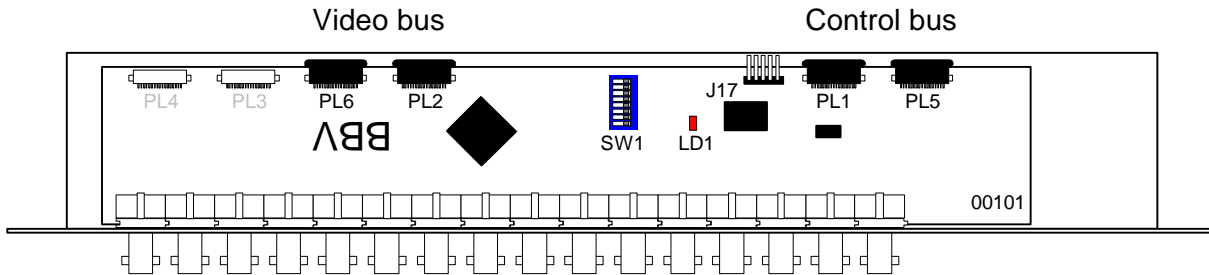 Video bus
Control bus
PL4
PL3
PL6
PL2
SW1
LD1
J17
PL1
PL5
BBV
00101